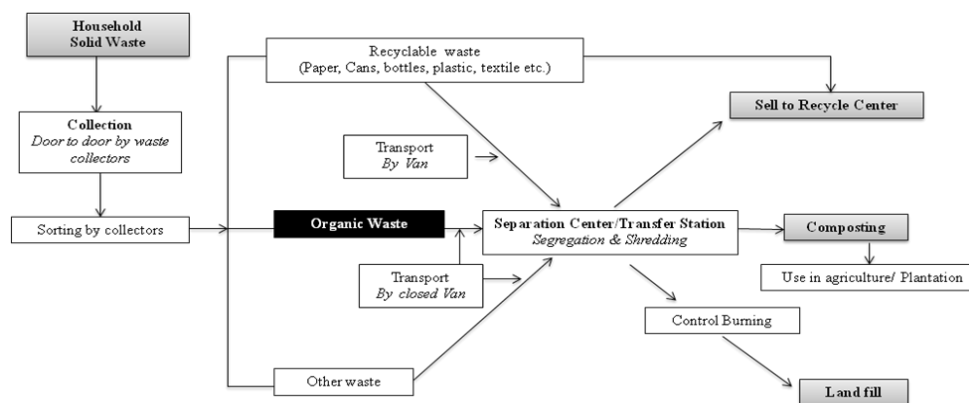 Household
Solid Waste
Recyclable waste
(Paper, Cans, bottles, plastic, textile etc.)
Sell to Recycle Center
Collection
Door to door by waste
collectors
Transport
By Van
Sorting by collectors
Organic Waste
Separation Center/Transfer Station
Segregation & Shredding
Composting
Transport
By closed Van
Use in agriculture/ Plantation
Control Burning
Other waste
Land fill